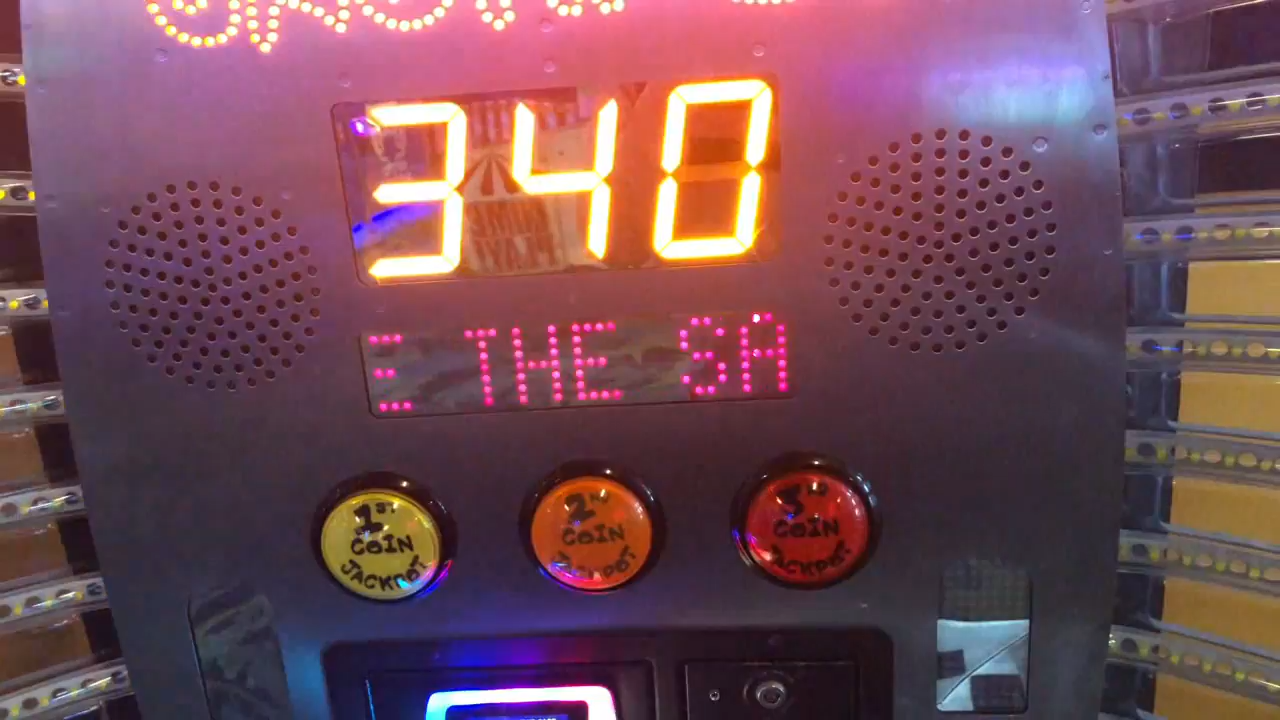 340
E THE SA
1ST COIN JACKPOT
2ND COIN JACKPOT
3RD COIN JACKPOT